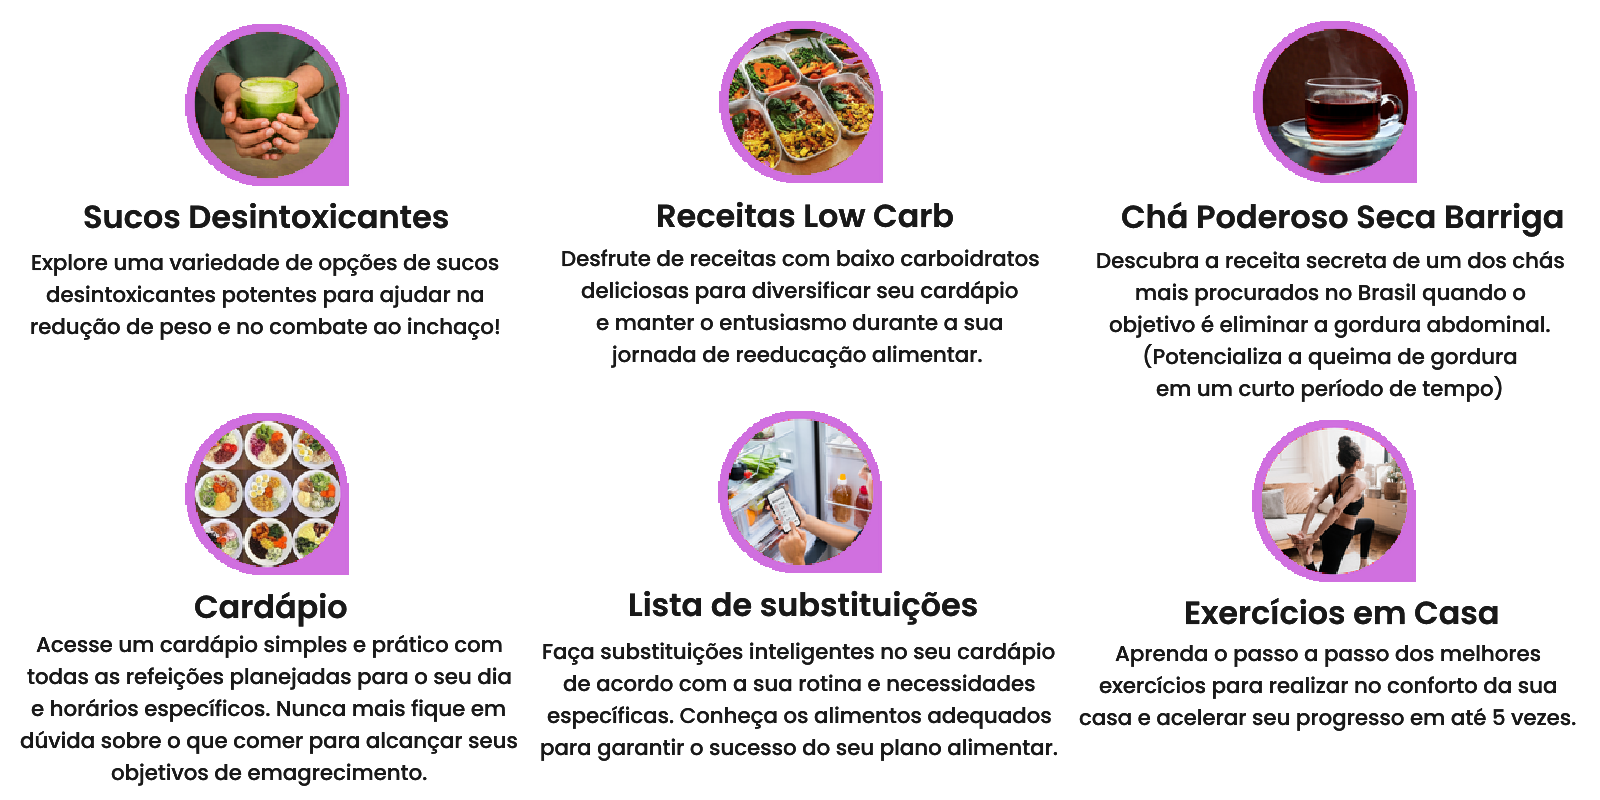 Sucos Desintoxicantes
Explore uma variedade de opções de sucos
desintoxicantes potentes para ajudar na
redução de peso e no combate ao inchaço!
Receitas Low Carb
Desfrute de receitas com baixo carboidratos
deliciosas para diversificar seu cardápio
e manter o entusiasmo durante a sua
jornada de reeducação alimentar.
Chá Poderoso Seca Barriga
Descubra a receita secreta de um dos chás
mais procurados no Brasil quando o
objetivo é eliminar a gordura abdominal.
(Potencializa a queima de gordura
em um curto período de tempo)
Cardápio
Acesse um cardápio simples e prático com
todas as refeições planejadas para o seu dia
e horários específicos. Nunca mais fique em
dúvida sobre o que comer para alcançar seus
objetivos de emagrecimento.
Lista de substituições
Faça substituições inteligentes no seu cardápio
de acordo com a sua rotina e necessidades
específicas. Conheça os alimentos adequados
para garantir o sucesso do seu plano alimentar.
Exercícios em Casa
Aprenda o passo a passo dos melhores
exercícios para realizar no conforto da sua
casa e acelerar seu progresso em até 5 vezes.